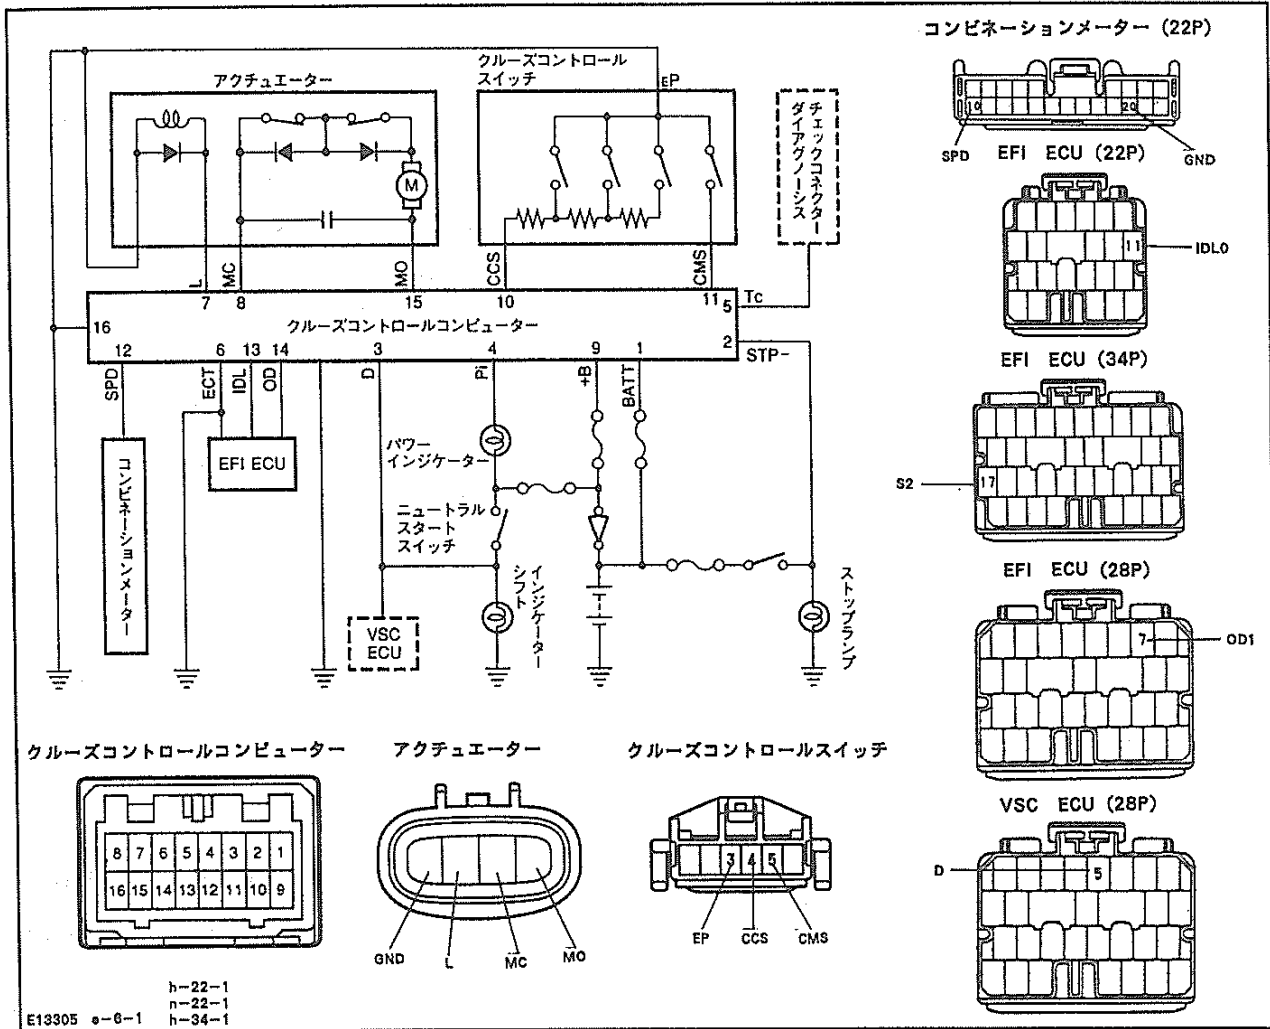 アクチュエーター
クルーズコントロール
スイッチ
EP
チェックコネクター
ダイアグノーシス
M
L
MC
MO
CCS
CMS
7
8
15
10
11
5
Tc
16
クルーズコントロールコンピューター
12
6
13
14
3
4
9
1
2
STP-
SPD
ECT
IDL
OD
D
Pi
+B
BATT
コンビネーションメーター
EFI ECU
パワー
インジケーター
ニュートラル
スタート
スイッチ
VSC
ECU
シフト
インジケーター
ストップランプ
コンビネーションメーター (22P)
10
20
SPD
GND
EFI ECU (22P)
11
IDLO
EFI ECU (34P)
S2
17
EFI ECU (28P)
7
OD1
VSC ECU (28P)
D
5
クルーズコントロールコンピューター
8 7 6 5 4 3 2 1
16 15 14 13 12 11 10 9
アクチュエーター
GND
L
MC
MO
クルーズコントロールスイッチ
3 4 5
EP
CCS
CMS
h-22-1
n-22-1
E13305 e-6-1 h-34-1